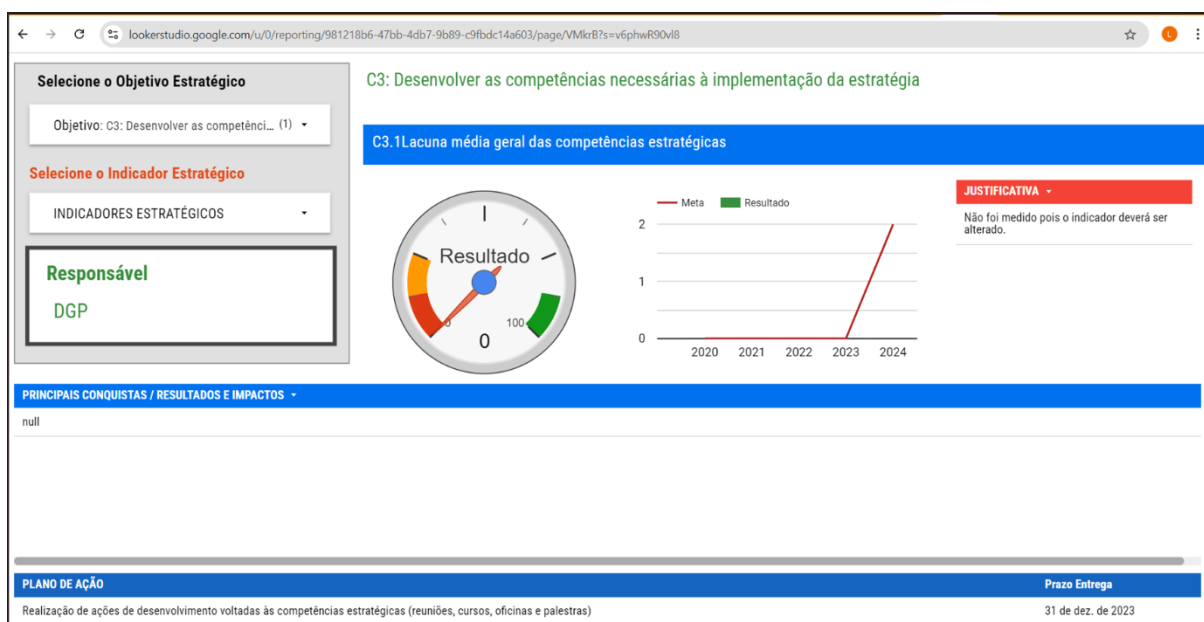 lookerstudio.google.com/u/0/reporting/981218b6-47bb-4db7-9b89-c9fbdc14a603/page/VMkrB?s=v6phwR90vl8
L
Selecione o Objetivo Estratégico
Objetivo: C3: Desenvolver as competênci... (1)
Selecione o Indicador Estratégico
INDICADORES ESTRATÉGICOS
Responsável
DGP
C3: Desenvolver as competências necessárias à implementação da estratégia
C3.1Lacuna média geral das competências estratégicas
Resultado
0
100
0
Meta
Resultado
2
1
0
2020 2021 2022 2023 2024
JUSTIFICATIVA
Não foi medido pois o indicador deverá ser
alterado.
PRINCIPAIS CONQUISTAS / RESULTADOS E IMPACTOS
null
PLANO DE AÇÃO Prazo Entrega
Realização de ações de desenvolvimento voltadas às competências estratégicas (reuniões, cursos, oficinas e palestras) 31 de dez. de 2023